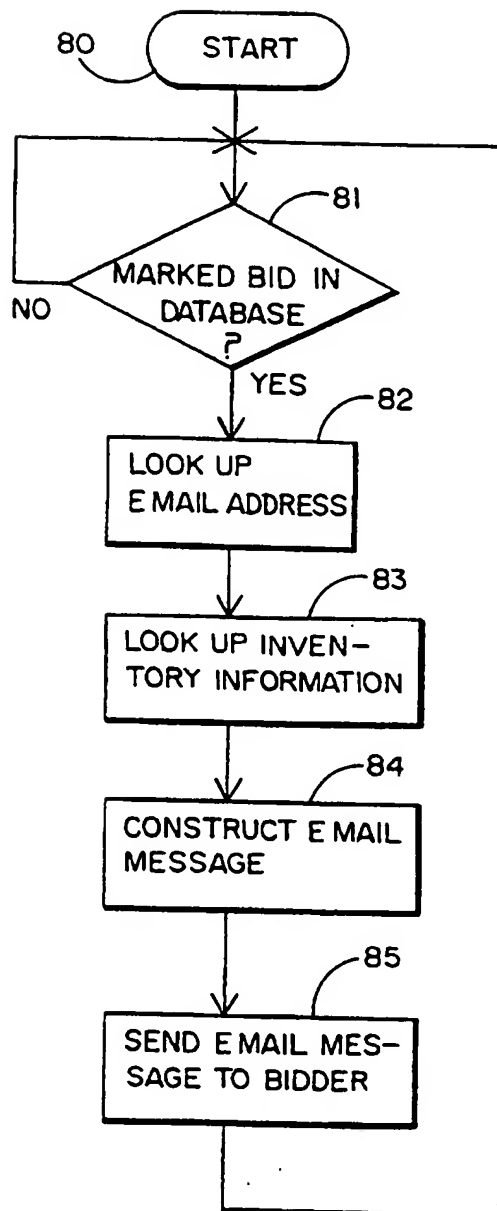 80
START
81
MARKED BID IN
DATABASE
?
NO
YES
82
LOOK UP
E MAIL ADDRESS
83
LOOK UP INVEN-
TORY INFORMATION
84
CONSTRUCT E MAIL
MESSAGE
85
SEND E MAIL MES-
SAGE TO BIDDER